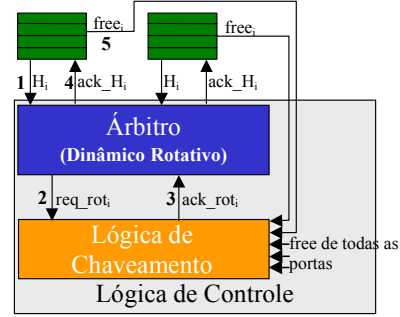 freeᵢ
freeᵢ
5
1 Hᵢ
4 ack_Hᵢ
Hᵢ
ack_Hᵢ
Árbitro
(Dinâmico Rotativo)
2 req_rotᵢ
3 ack_rotᵢ
Lógica de
Chaveamento
free de todas as
portas
Lógica de Controle